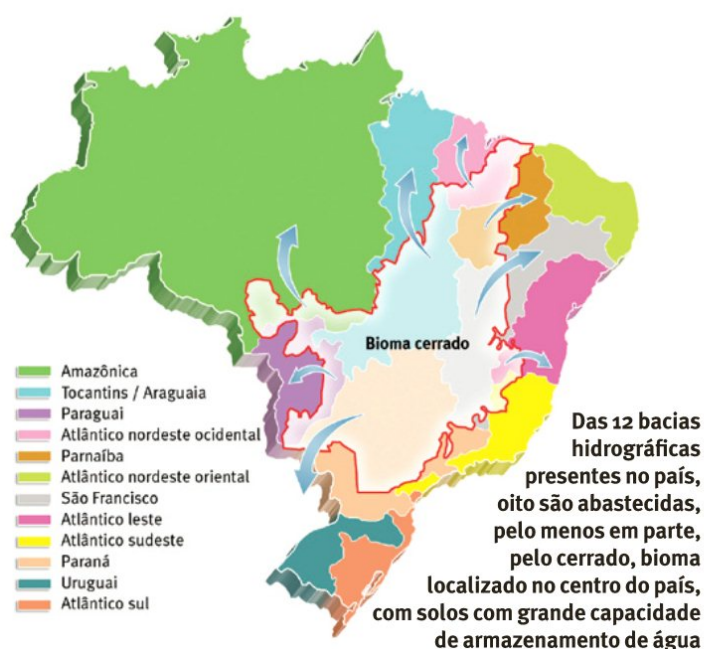 Bioma cerrado
Amazônica
Tocantins / Araguaia
Paraguai
Atlântico nordeste ocidental
Parnaíba
Atlântico nordeste oriental
São Francisco
Atlântico leste
Atlântico sudeste
Paraná
Uruguai
Atlântico sul
Das 12 bacias
hidrográficas
presentes no país,
oito são abastecidas,
pelo menos em parte,
pelo cerrado, bioma
localizado no centro do país,
com solos com grande capacidade
de armazenamento de água